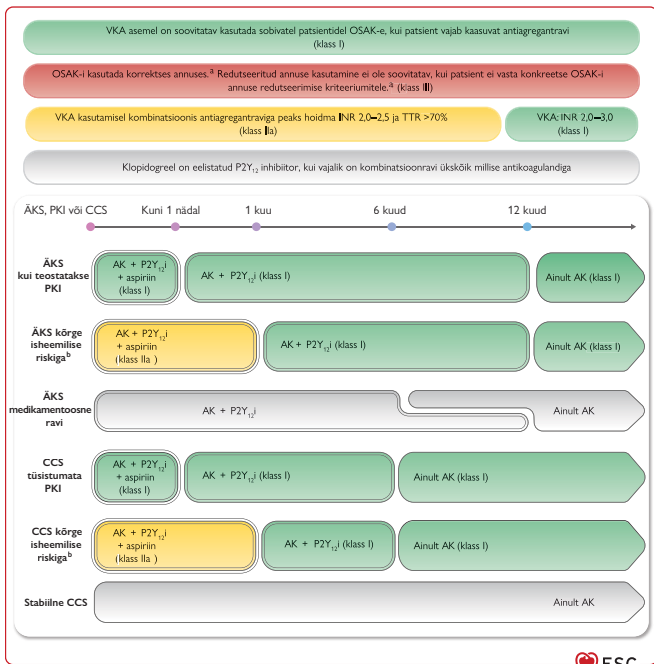 VKA asemel on soovitatav kasutada sobivatel patsientidel OSAK-e, kui patsient vajab kaasuvat antiagregantravi
(klass I)
OSAK-i kasutada korrektses annuses.ᵃ Redutseeritud annuse kasutamine ei ole soovitatav, kui patsient ei vasta konkreetse OSAK-i
annuse redutseerimise kriteeriumitele.ᵃ (klass III)
VKA kasutamisel kombinatsioonis antiagregantraviga peaks hoidma INR 2,0–2,5 ja TTR >70%
(klass IIa)
VKA: INR 2,0–3,0
(klass I)
Klopidogreel on eelistatud P2Y₁₂ inhibiitor, kui vajalik on kombinatsioonravi ükskõik millise antikoagulandiga
ÄKS, PKI või CCS Kuni 1 nädal 1 kuu 6 kuud 12 kuud
ÄKS
kui teostatakse
PKI
AK + P2Y₁₂i
+ aspiriin
(klass I)
AK + P2Y₁₂i (klass I)
Ainult AK (klass I)
ÄKS kõrge
isheemilise
riskigaᵇ
AK + P2Y₁₂i
+ aspiriin
(klass IIa )
AK + P2Y₁₂i (klass I)
Ainult AK (klass I)
ÄKS
medikamentoosne
ravi
AK + P2Y₁₂i
Ainult AK
CCS
tüsistumata
PKI
AK + P2Y₁₂i
+ aspiriin
(klass I)
AK + P2Y₁₂i (klass I)
Ainult AK (klass I)
CCS kõrge
isheemilise
riskigaᵇ
AK + P2Y₁₂i
+ aspiriin
(klass IIa )
AK + P2Y₁₂i (klass I)
Ainult AK (klass I)
Stabiilne CCS
Ainult AK
ESC